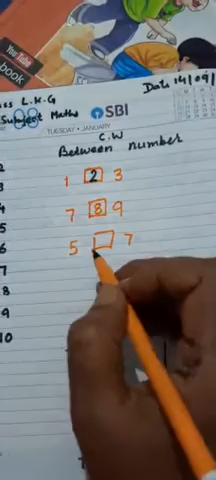 YouTube
book
Date 14/09/
ss L.K.G
Subject Maths
SBI
TUESDAY • JANUARY
C.W
Between number
1 2 3
7 8 9
5 7
3
4
5
6
7
8
9
10